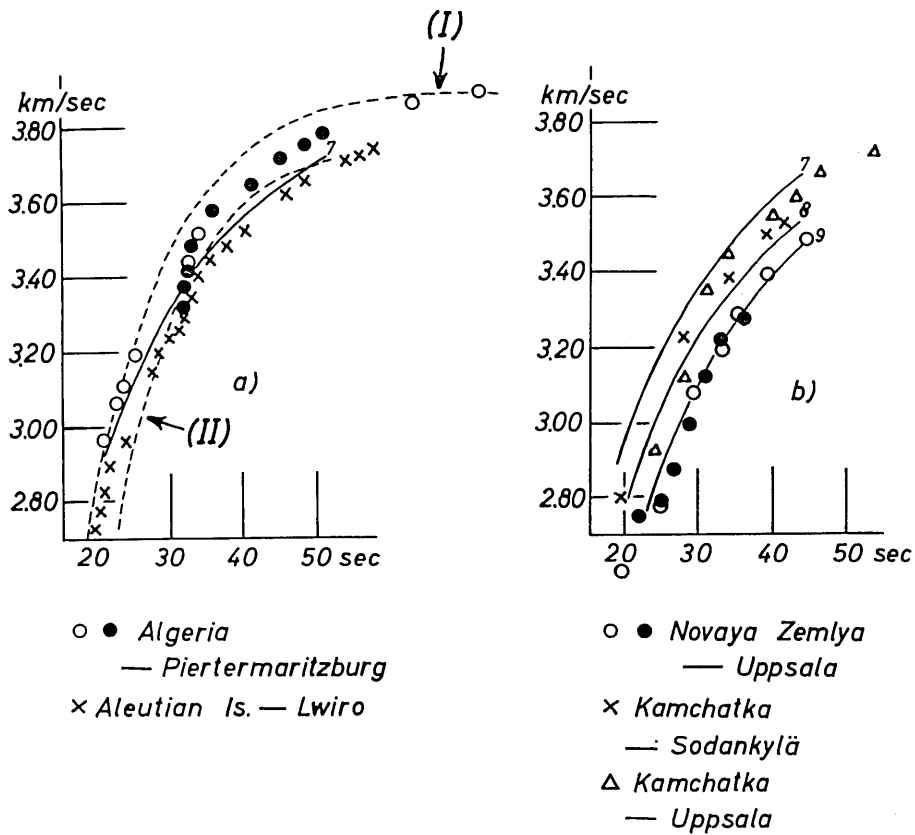 (I)
km/sec
3.80
3.60
3.40
3.20
3.00
2.80
7
a)
(II)
20 30 40 50 sec
km/sec
3.80
3.60
3.40
3.20
3.00
2.80
7
8
9
b)
20 30 40 50 sec
Algeria
— Piertermaritzburg
Aleutian Is. — Lwiro
Novaya Zemlya
— Uppsala
Kamchatka
— Sodankylä
Kamchatka
— Uppsala